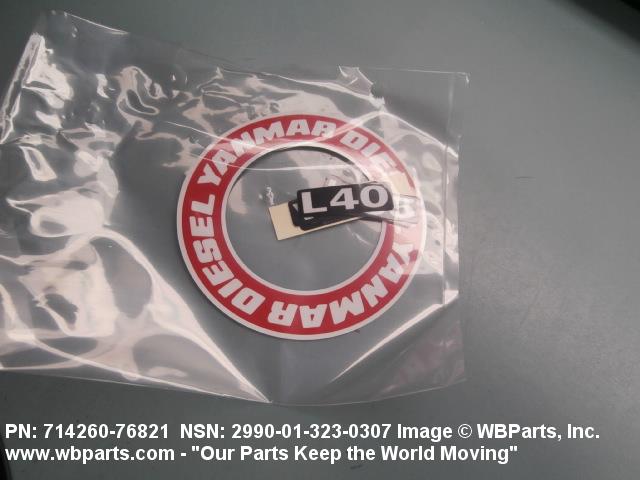 YANMAR DIESEL YANMAR DIESEL
L40
PN: 714260-76821  NSN: 2990-01-323-0307 Image © WBParts, Inc.
www.wbparts.com - "Our Parts Keep the World Moving"